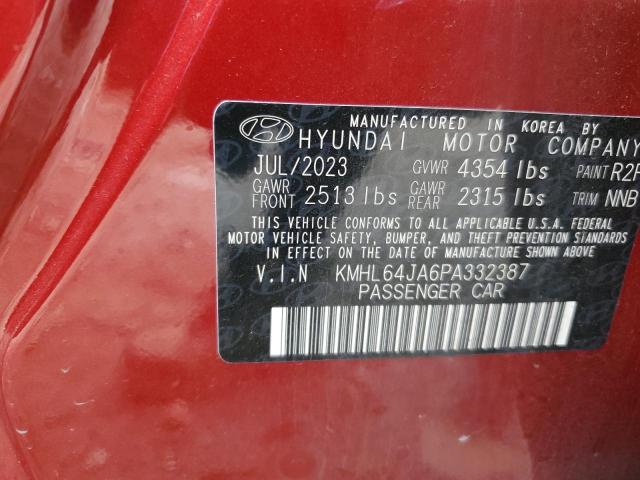 MANUFACTURED IN KOREA BY
HYUNDAI MOTOR COMPANY
JUL/2023 GVWR 4354 lbs PAINT R2
GAWR FRONT 2513 lbs GAWR REAR 2315 lbs TRIM NNB
THIS VEHICLE CONFORMS TO ALL APPLICABLE U.S.A. FEDERAL
MOTOR VEHICLE SAFETY, BUMPER, AND THEFT PREVENTION STANDARDS
IN EFFECT ON THE DATE OF MANUFACTURE SHOWN ABOVE
V.I.N KMHL64JA6PA332387
PASSENGER CAR